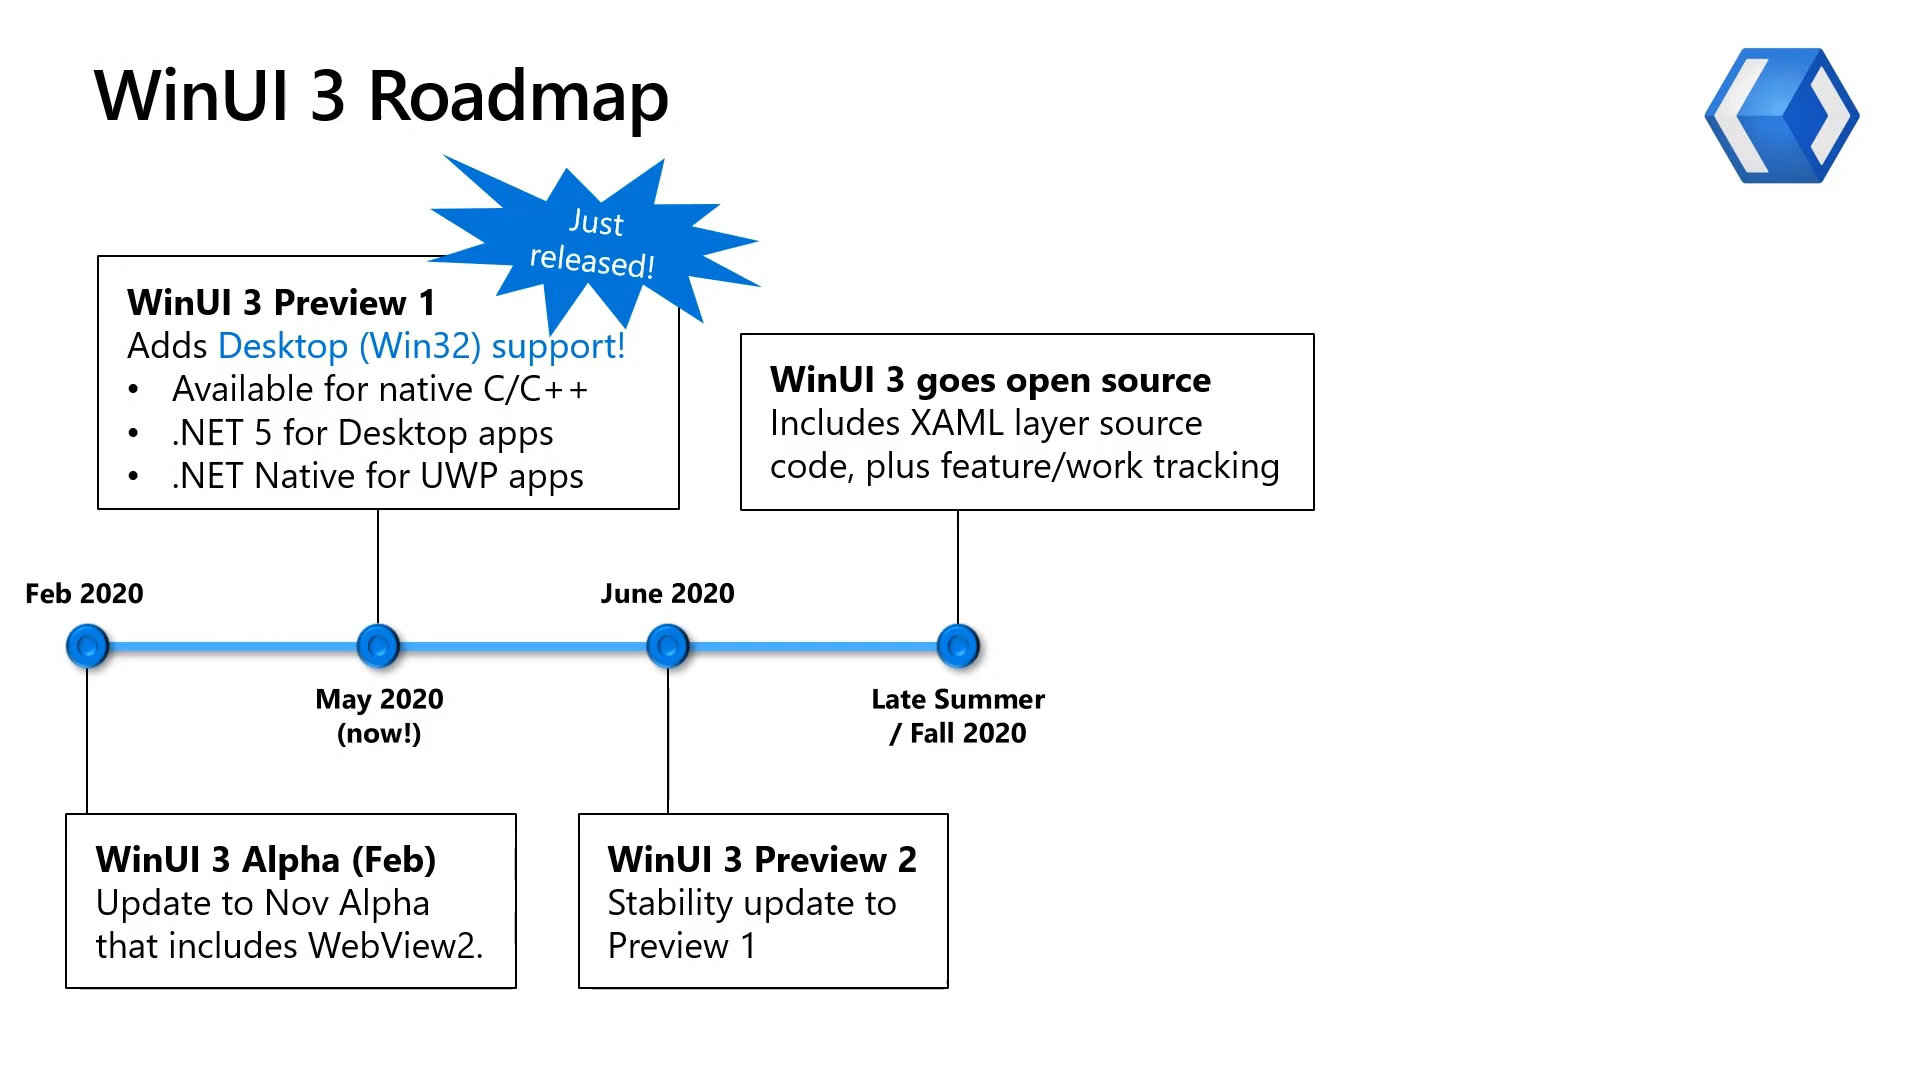 WinUI 3 Roadmap
Just
released!
WinUI 3 Preview 1
Adds Desktop (Win32) support!
• Available for native C/C++
• .NET 5 for Desktop apps
• .NET Native for UWP apps
WinUI 3 goes open source
Includes XAML layer source
code, plus feature/work tracking
Feb 2020
June 2020
May 2020
(now!)
Late Summer
/ Fall 2020
WinUI 3 Alpha (Feb)
Update to Nov Alpha
that includes WebView2.
WinUI 3 Preview 2
Stability update to
Preview 1